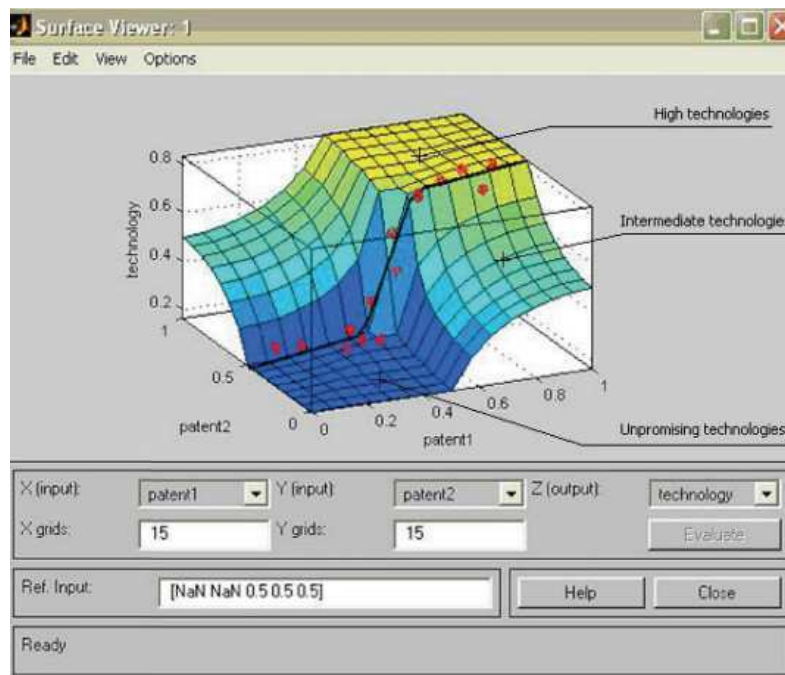 Surface Viewer: 1
File Edit View Options
High technologies
Intermediate technologie
Unpromising technologies
technology
0.8
0.6
0.4
0.2
1
0.5
0
patent2
0 0.2 0.4 0.6 0.8 1
patent1
X (input): patent1 Y (input): patent2 Z (output): technology
X grids: 15 Y grids: 15 Evaluate
Ref. Input: [NaN NaN 0.5 0.5 0.5] Help Close
Ready